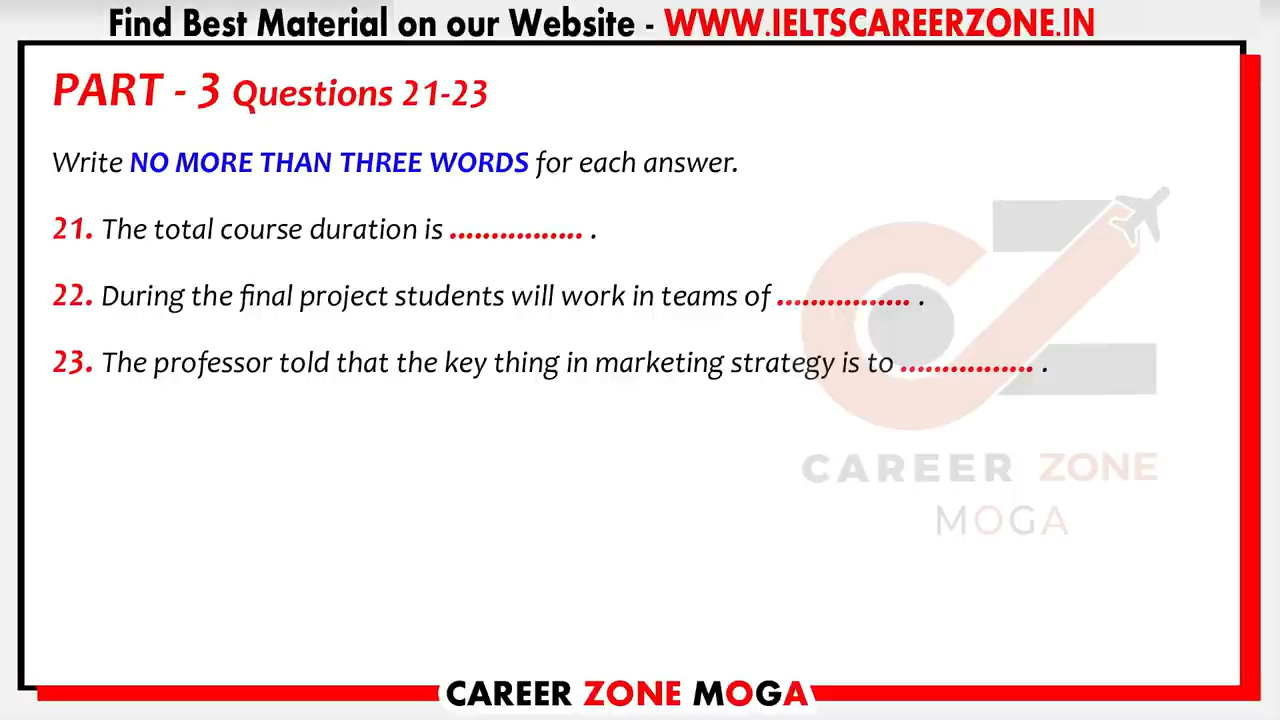 Find Best Material on our Website - WWW.IELTSCAREERZONE.IN
PART - 3 Questions 21-23
Write NO MORE THAN THREE WORDS for each answer.
21. The total course duration is ................ .
22. During the final project students will work in teams of ................ .
23. The professor told that the key thing in marketing strategy is to ................ .
CAREER ZONE
MOGA
CAREER ZONE MOGA